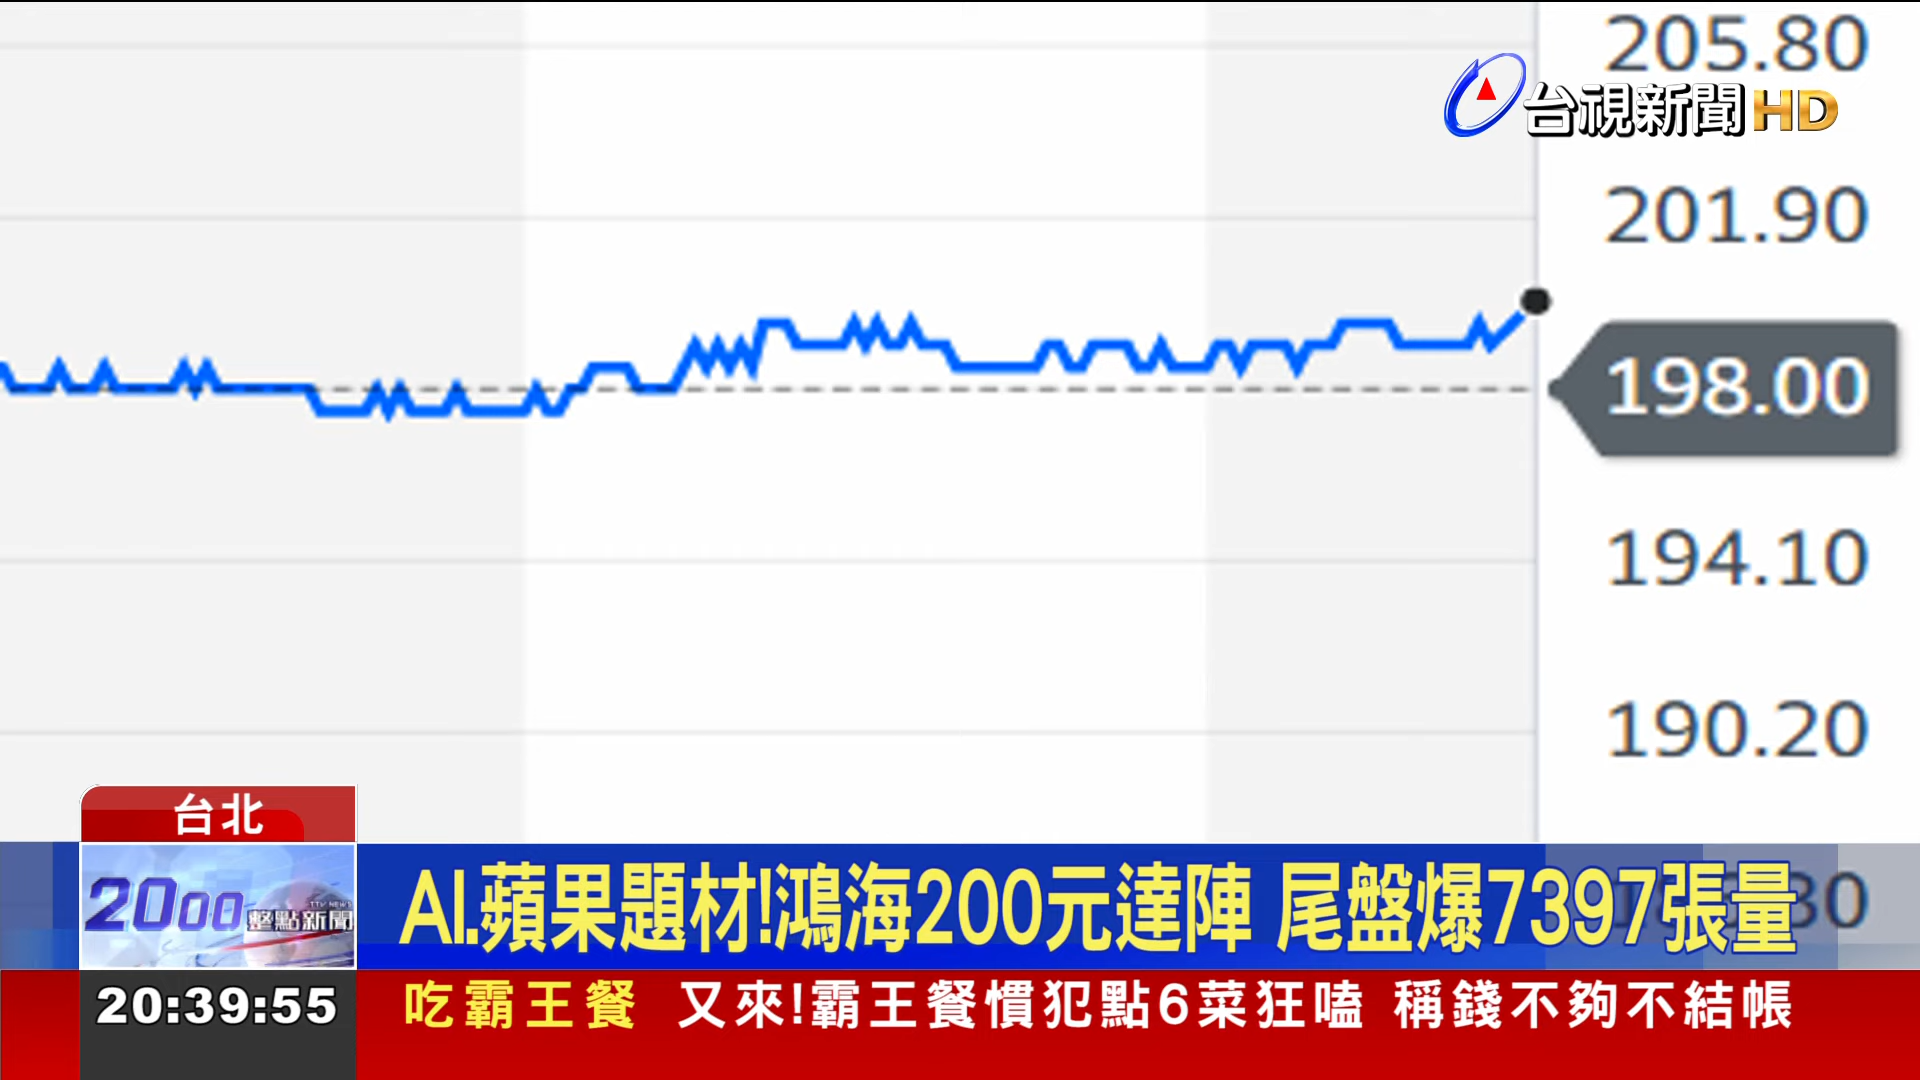 205.80
台視新聞HD
201.90
198.00
194.10
190.20
台北
2000
TTV NEWS
整點新聞
AI.蘋果題材!鴻海200元達陣 尾盤爆7397張量
20:39:55
吃霸王餐 又來!霸王餐慣犯點6菜狂嗑 稱錢不夠不結帳